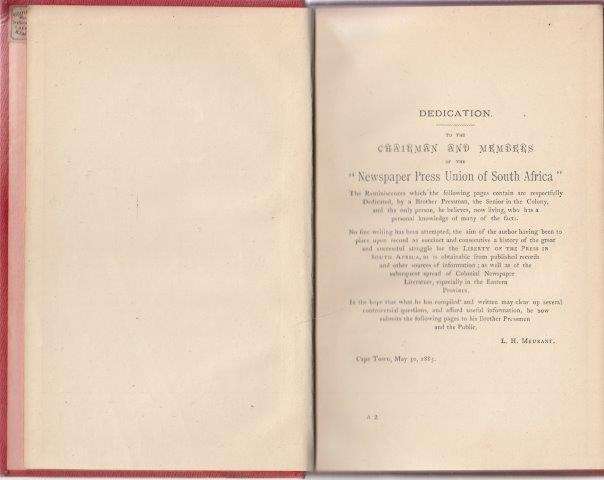 DEDICATION.
TO THE
CHAIRMAN AND MEMBERS
OF THE
"Newspaper Press Union of South Africa"
The Reminiscences which the following pages contain are respectfully
Dedicated, by a Brother Pressman, the Senior in the Colony,
and the only person, he believes, now living, who has a
personal knowledge of many of the facts.
No fine writing has been attempted, the aim of the author having been to
place upon record as succinct and consecutive a history of the great
and successful struggle for the LIBERTY OF THE PRESS IN
SOUTH AFRICA, as is obtainable from published records
and other sources of information; as well as of the
subsequent spread of Colonial Newspaper
Literature, especially in the Eastern
Province.
In the hope that what he has compiled and written may clear up several
controversial questions, and afford useful information, he now
submits the following pages to his Brother Pressmen
and the Public.
L. H. MEURANT.
Cape Town, May 30, 1885.
A 2